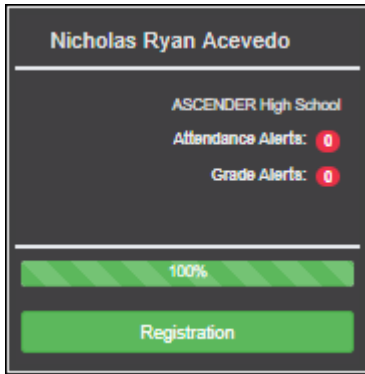 Nicholas Ryan Acevedo
ASCENDER High School
Attendance Alerts: 0
Grade Alerts: 0
100%
Registration